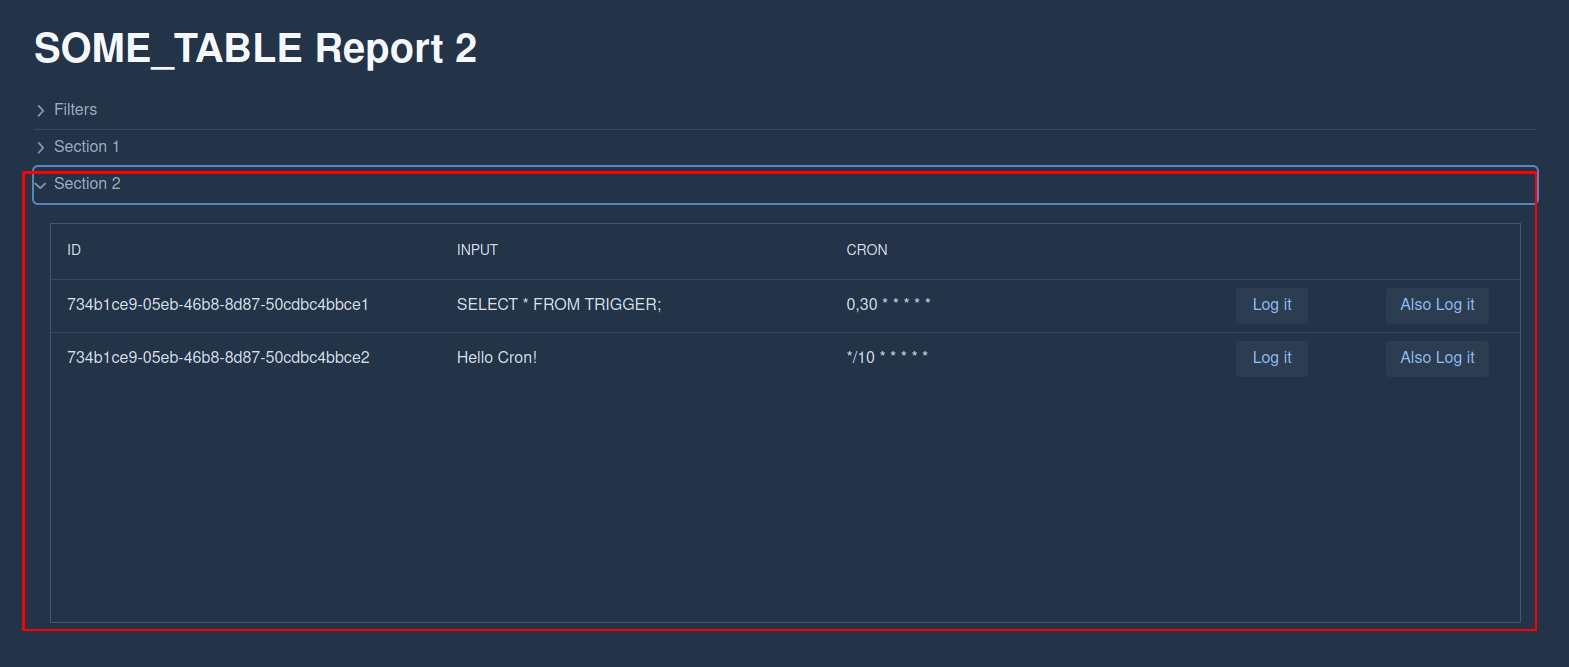 SOME_TABLE Report 2
Filters
Section 1
Section 2
ID INPUT CRON
734b1ce9-05eb-46b8-8d87-50cdbc4bbce1 SELECT * FROM TRIGGER; 0,30 * * * * * Log it Also Log it
734b1ce9-05eb-46b8-8d87-50cdbc4bbce2 Hello Cron! */10 * * * * * Log it Also Log it